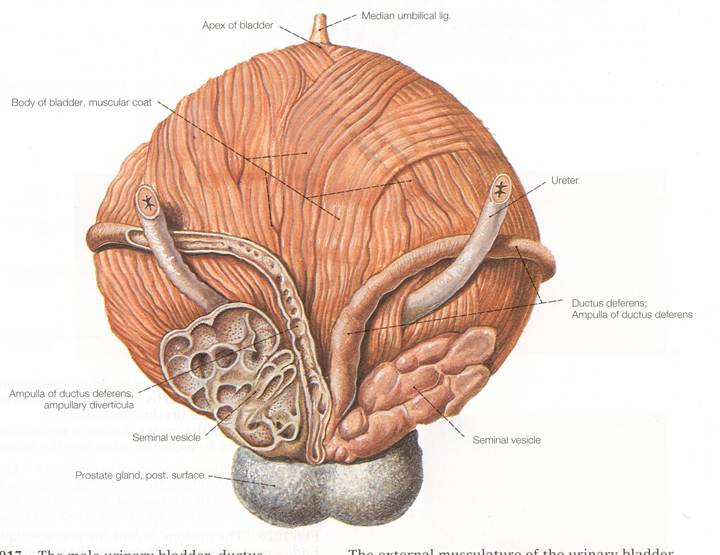 Median umbilical lig.
Apex of bladder
Body of bladder, muscular coat
Ureter
Ductus deferens;
Ampulla of ductus deferens
Ampulla of ductus deferens,
ampullary diverticula
Seminal vesicle
Seminal vesicle
Prostate gland, post. surface
917 The male urinary bladder, ductus
The external musculature of the urinary bladder